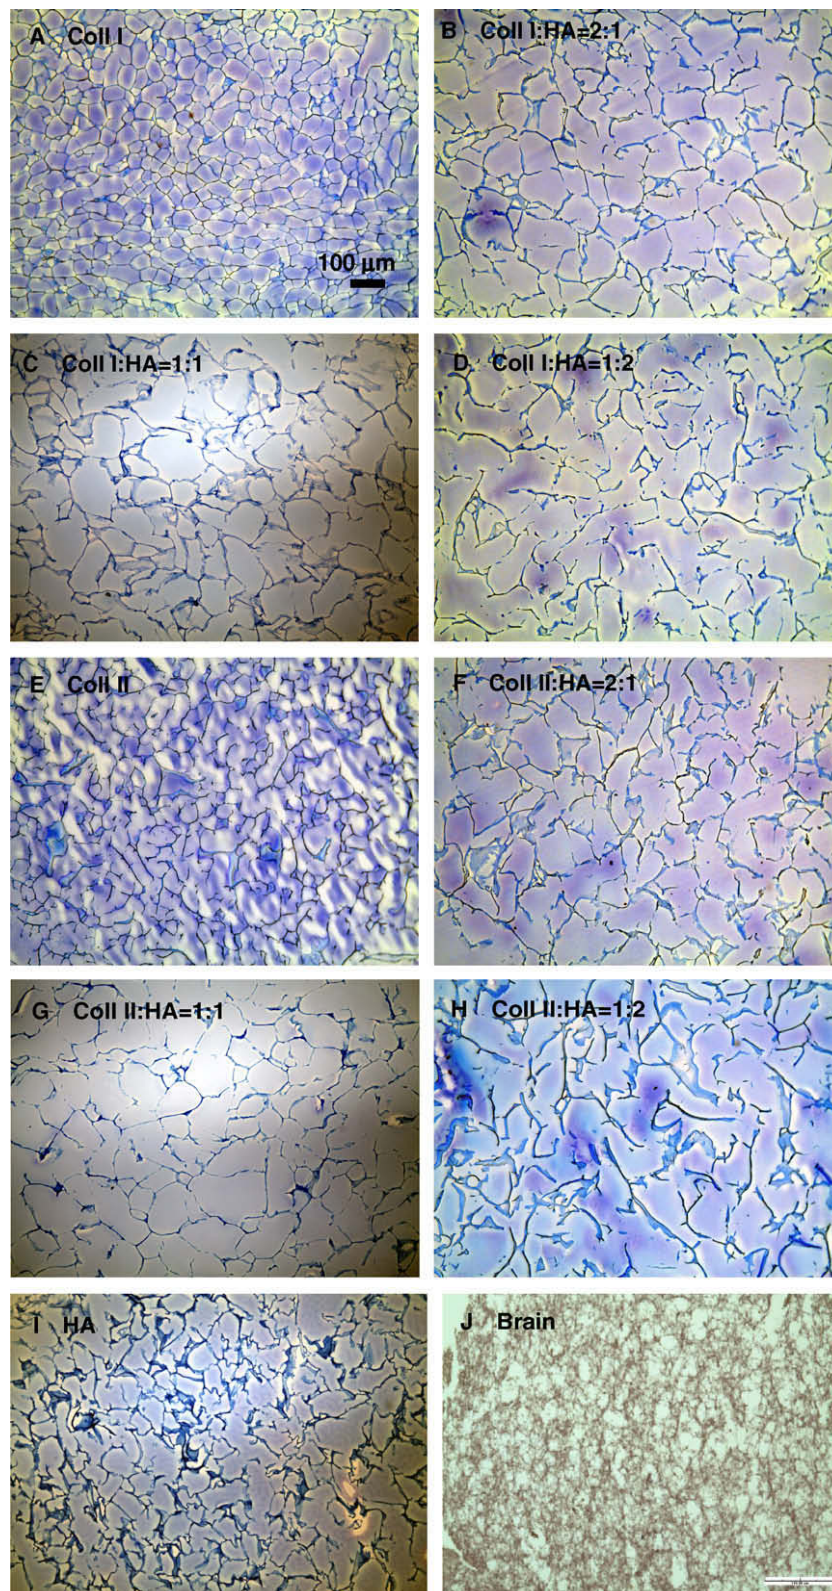 A Coll I
B Coll I:HA=2:1
100 µm
C Coll I:HA=1:1
D Coll I:HA=1:2
E Coll II
F Coll II:HA=2:1
G Coll II:HA=1:1
H Coll II:HA=1:2
I HA
J Brain